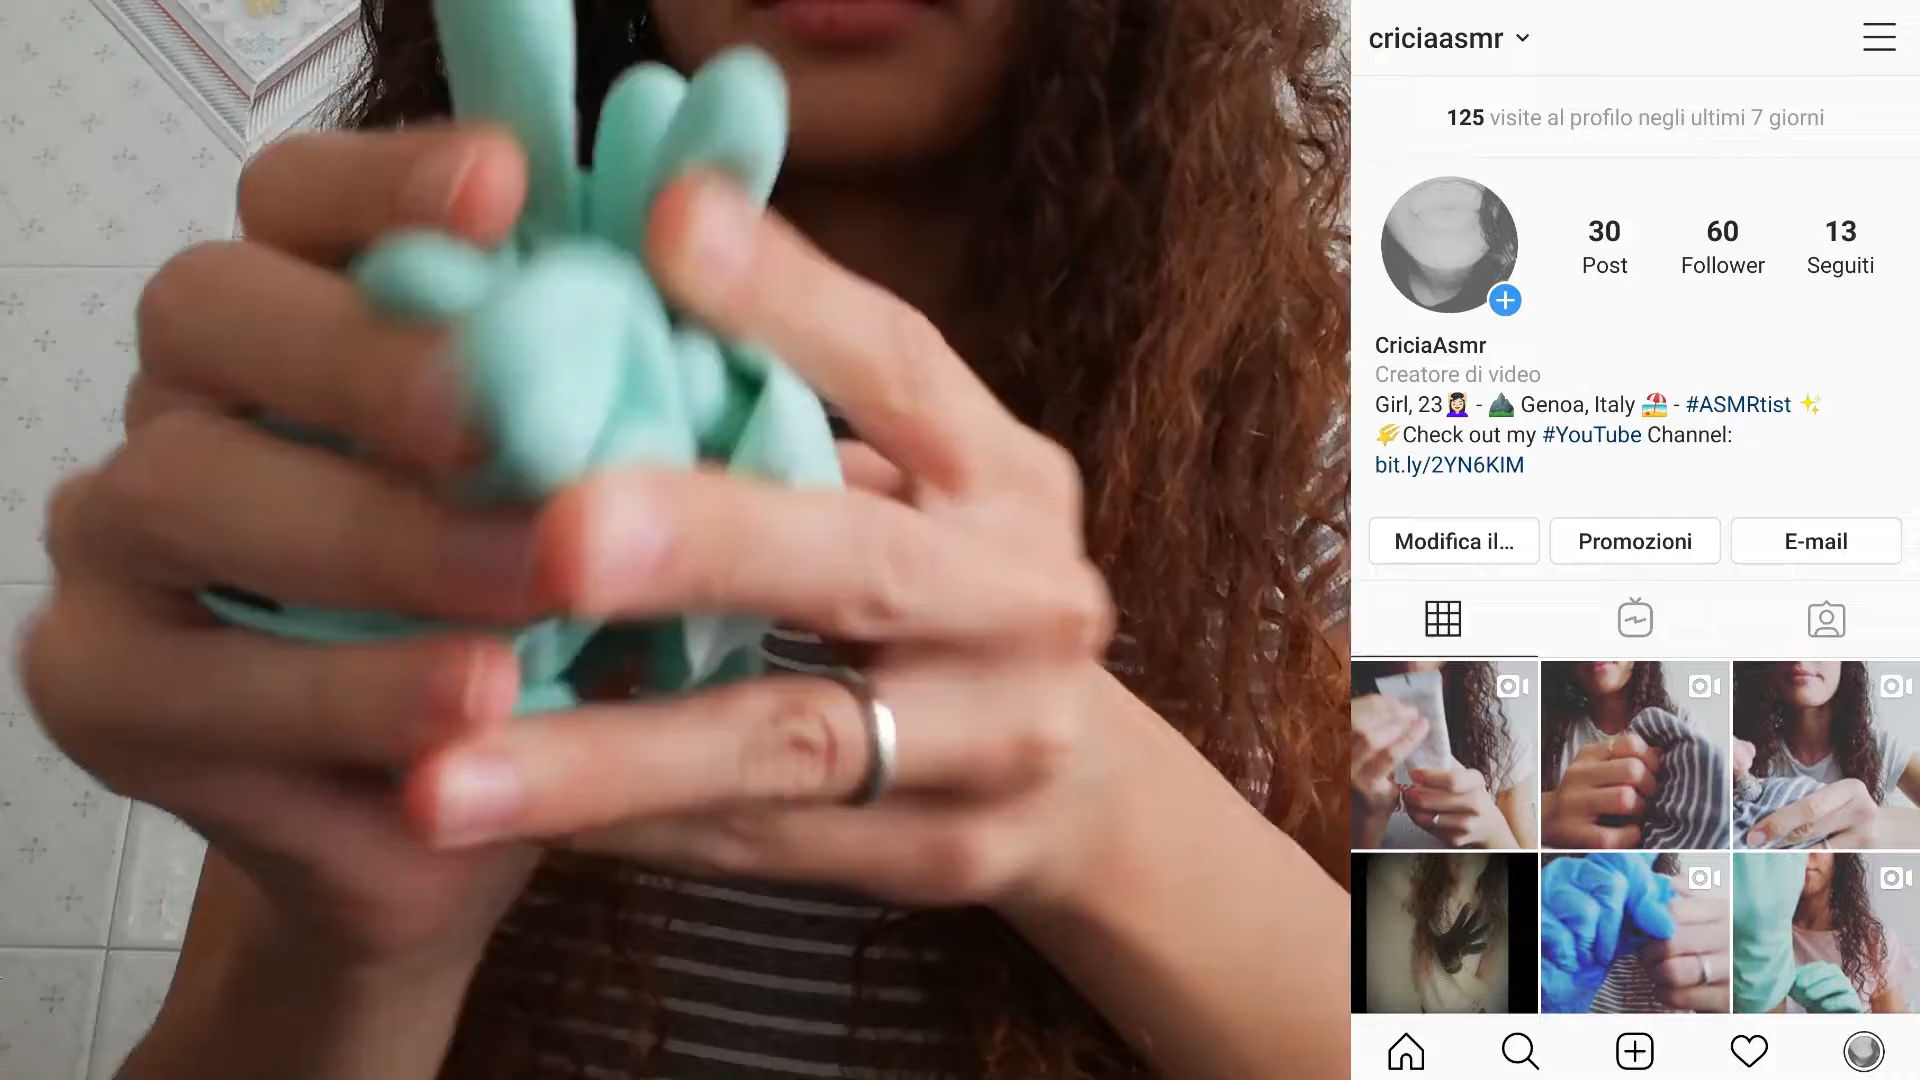 criciaasmr
125 visite al profilo negli ultimi 7 giorni
30 60 13
Post Follower Seguiti
CriciaAsmr
Creatore di video
Girl, 23🙍🏻‍♀️ - ⛰️ Genoa, Italy 🏖️ - #ASMRtist ✨
🌠Check out my #YouTube Channel:
bit.ly/2YN6KIM
Modifica il... Promozioni E-mail